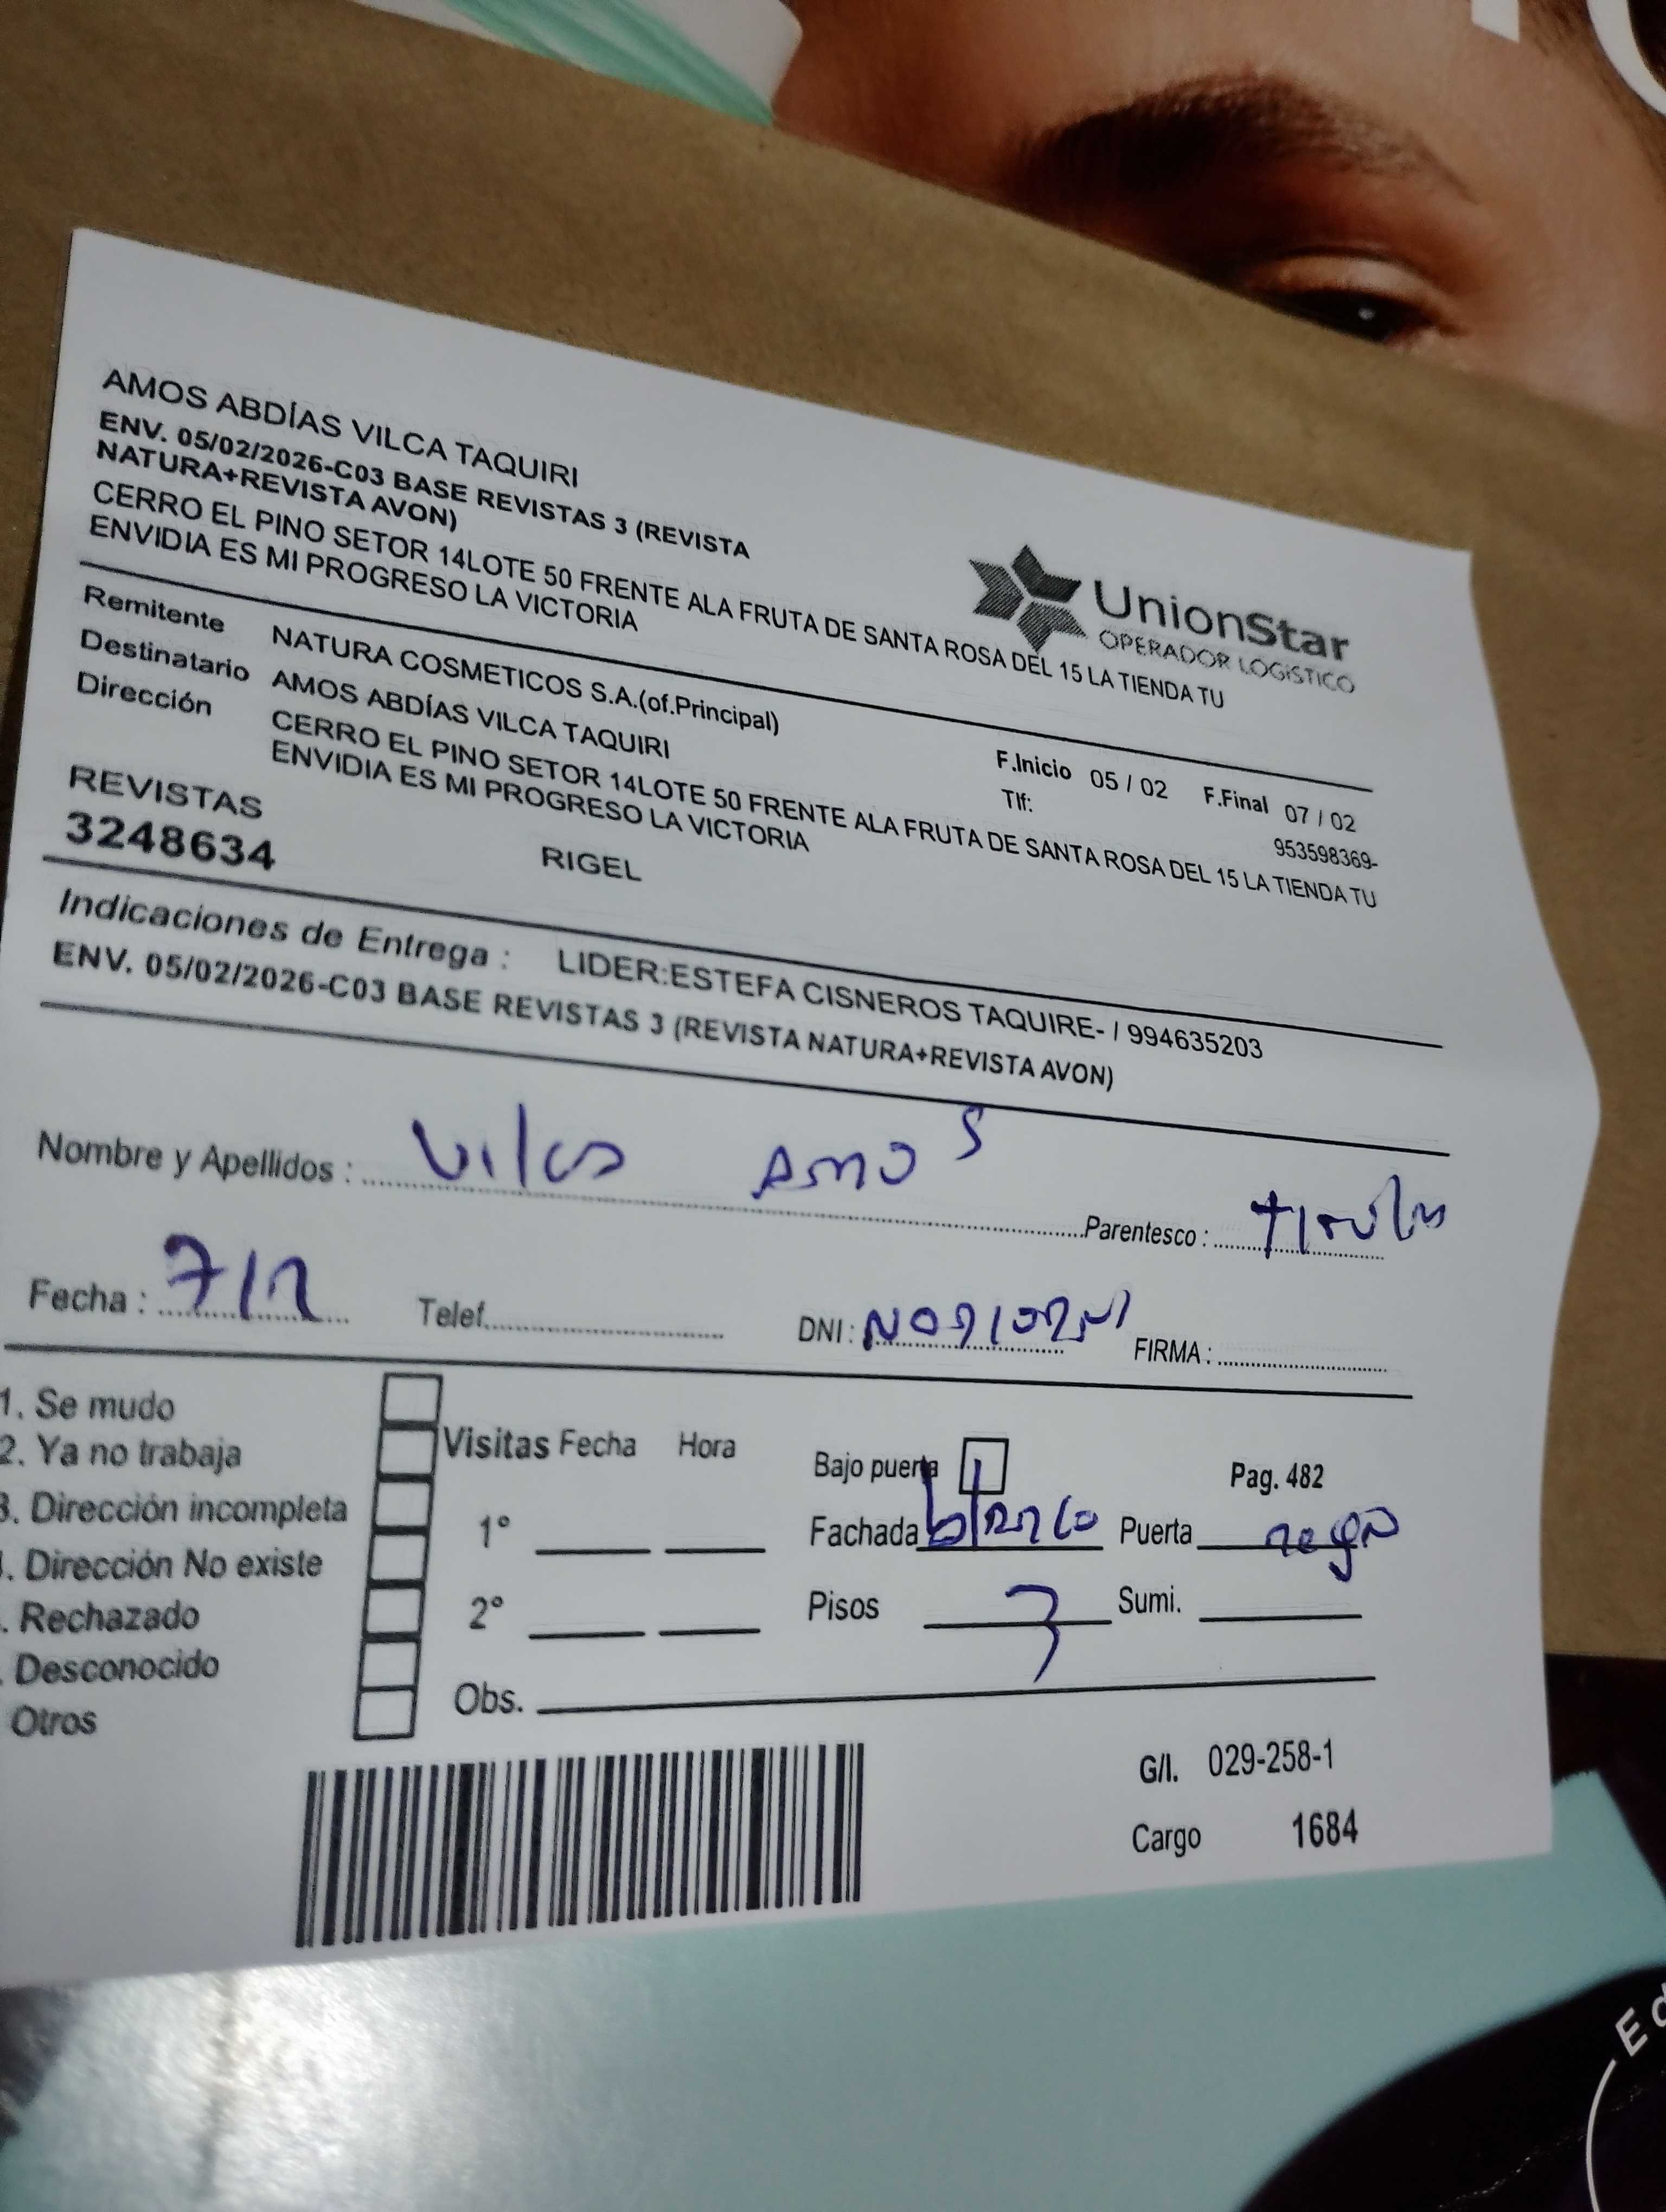 AMOS ABDÍAS VILCA TAQUIRI
ENV. 05/02/2026-C03 BASE REVISTAS 3 (REVISTA
NATURA+REVISTA AVON)
CERRO EL PINO SETOR 14LOTE 50 FRENTE ALA FRUTA DE SANTA ROSA DEL 15 LA TIENDA TU
ENVIDIA ES MI PROGRESO LA VICTORIA
UnionStar
OPERADOR LOGÍSTICO
Remitente NATURA COSMETICOS S.A.(of.Principal)
F.Inicio 05 / 02 F.Final 07 / 02
Destinatario AMOS ABDÍAS VILCA TAQUIRI
Tlf: 953598369-
Dirección CERRO EL PINO SETOR 14LOTE 50 FRENTE ALA FRUTA DE SANTA ROSA DEL 15 LA TIENDA TU
ENVIDIA ES MI PROGRESO LA VICTORIA
REVISTAS
3248634 RIGEL
Indicaciones de Entrega : LIDER:ESTEFA CISNEROS TAQUIRE- / 994635203
ENV. 05/02/2026-C03 BASE REVISTAS 3 (REVISTA NATURA+REVISTA AVON)
Nombre y Apellidos : Vilca Amos Parentesco :
Fecha : Telef. DNI: FIRMA :
1. Se mudo
2. Ya no trabaja
3. Dirección incompleta
. Dirección No existe
. Rechazado
. Desconocido
Otros
Visitas Fecha Hora
1°
2°
Obs.
Bajo puerta Pag. 482
Fachada blanco Puerta negro
Pisos 3 Sumi.
G/I. 029-258-1
Cargo 1684